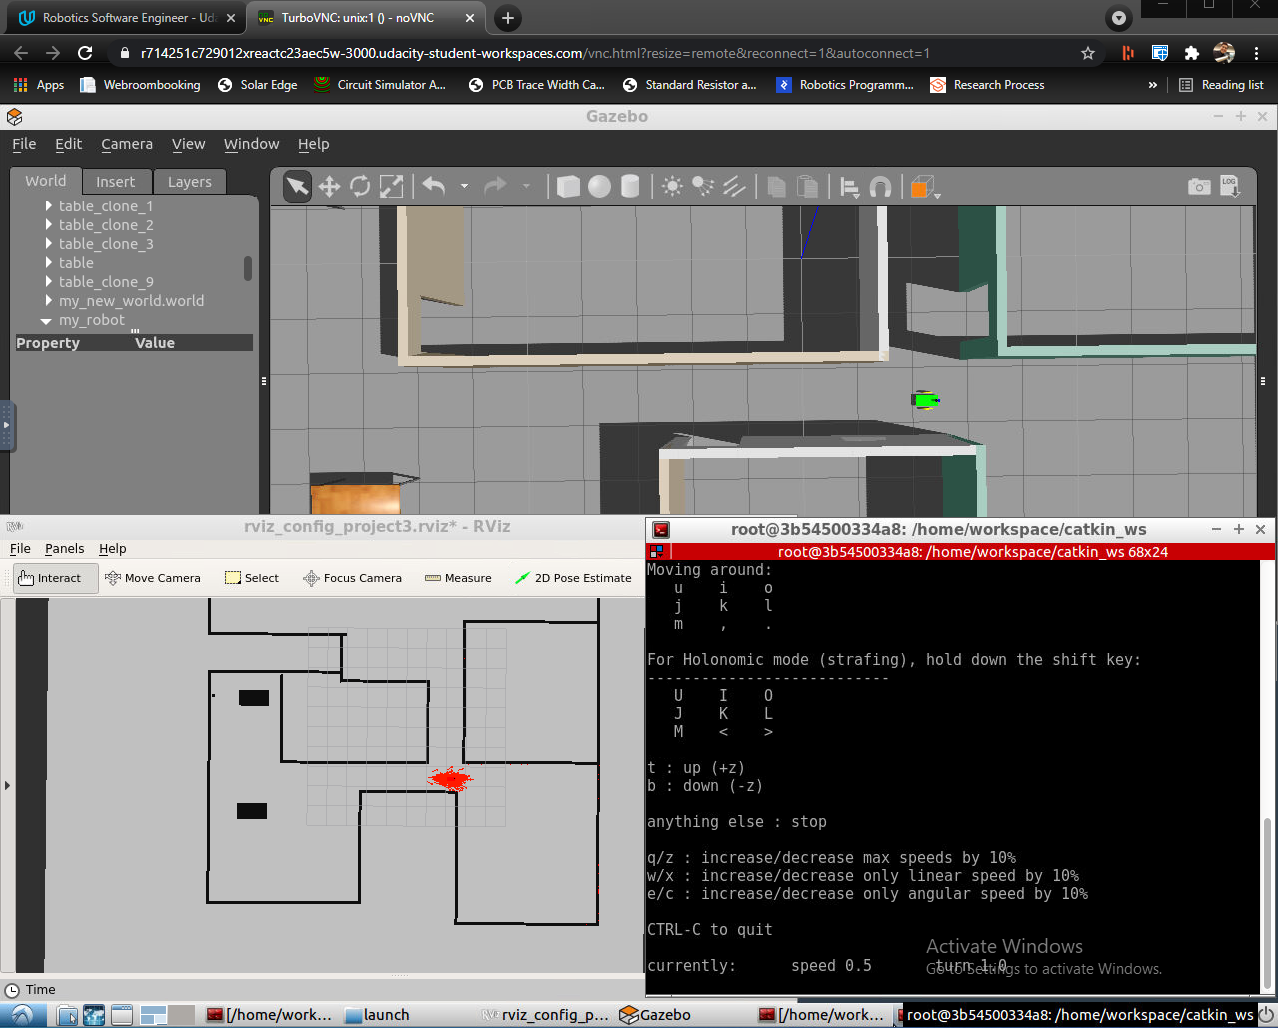 Robotics Software Engineer - Uda
TurboVNC: unix:1 () - noVNC
r714251c729012xreactc23aec5w-3000.udacity-student-workspaces.com/vnc.html?resize=remote&reconnect=1&autoconnect=1
Apps Webroombooking Solar Edge Circuit Simulator A... PCB Trace Width Ca... Standard Resistor a... Robotics Programm... Research Process » Reading list
Gazebo
File Edit Camera View Window Help
World Insert Layers
LOG
table_clone_1
table_clone_2
table_clone_3
table
table_clone_9
my_new_world.world
my_robot
Property Value
rviz_config_project3.rviz* - RViz
File Panels Help
Interact Move Camera Select Focus Camera Measure 2D Pose Estimate
Time
root@3b54500334a8: /home/workspace/catkin_ws
root@3b54500334a8: /home/workspace/catkin_ws 68x24
Moving around:
u i o
j k l
m , .
For Holonomic mode (strafing), hold down the shift key:
---------------------------
U I O
J K L
M < >
t : up (+z)
b : down (-z)
anything else : stop
q/z : increase/decrease max speeds by 10%
w/x : increase/decrease only linear speed by 10%
e/c : increase/decrease only angular speed by 10%
CTRL-C to quit
currently: speed 0.5 turn 1.0
Activate Windows
Go to Settings to activate Windows.
[/home/work... launch rviz_config_p... Gazebo [/home/work... root@3b54500334a8: /home/workspace/catkin_ws